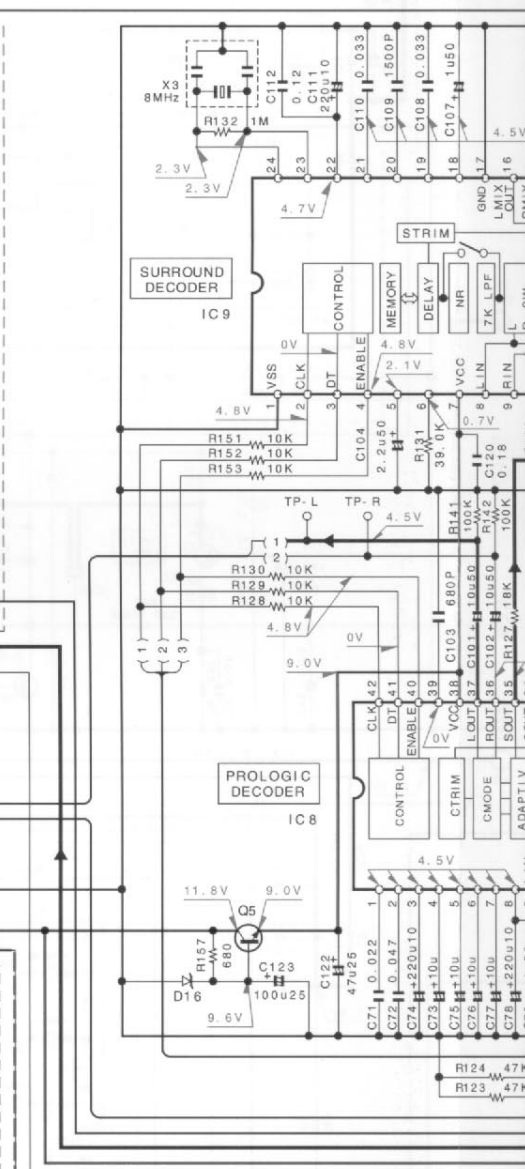 X3
8MHz
R132 1M
C112
0.12
C111
220u10
C110 0.033
C109 1500P
C108 0.033
C107 1u50
4.5V
2.3V
2.3V
24
23
22
21
20
19
18
17
16
4.7V
GND
LMIX
OUT
STRIM
SURROUND
DECODER
IC9
CONTROL
MEMORY
DELAY
NR
7K LPF
L
0V
4.8V
2.1V
VSS
CLK
DT
ENABLE
VCC
LIN
RIN
1
2
3
4
5
6
7
8
9
0.7V
4.8V
R151 10K
R152 10K
R153 10K
C104
2.2u50
R131
39.0K
C120
0.18
TP-L
TP-R
4.5V
R141
100K
R142
100K
1
2
R130 10K
R129 10K
R128 10K
4.8V
C103 680P
C101 10u50
C102 10u50
R127 18K
0V
9.0V
1
2
3
42
41
40
39
38
37
36
35
CLK
DT
ENABLE
0V
VCC
LOUT
ROUT
SOUT
PROLOGIC
DECODER
IC8
CONTROL
CTRIM
CMODE
ADAPTIV
4.5V
1
2
3
4
5
6
7
8
11.8V
9.0V
Q5
R157
680
C123
100u25
D16
9.6V
C122
47u25
C71 0.022
C72 0.047
C74 +220u10
C73 +10u
C75 +10u
C76 +10u
C77 +10u
C78 +220u10
R124 47K
R123 47K